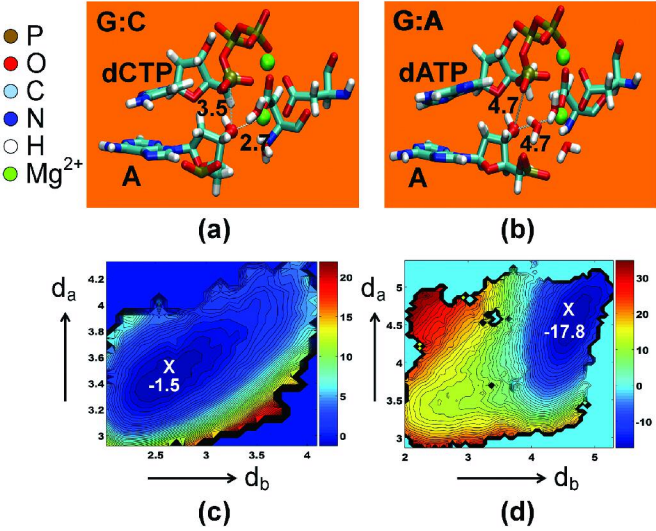 P
O
C
N
H
Mg2+
G:C
dCTP
3.5
2.7
A
(a)
G:A
dATP
4.7
4.7
A
(b)
da
4.2
4
3.8
3.6
3.4
3.2
3
X
-1.5
2.5
3
3.5
4
20
15
10
5
0
db
(c)
da
5
4.5
4
3.5
3
X
-17.8
2
3
4
5
30
20
10
0
-10
db
(d)